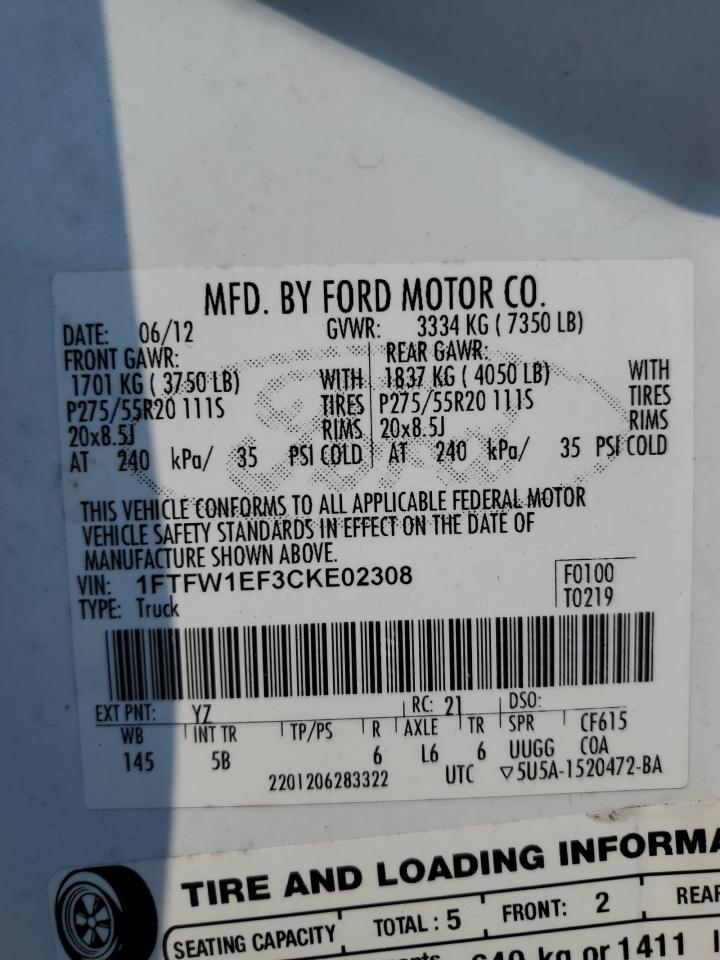 MFD. BY FORD MOTOR CO.
DATE: 06/12 GVWR: 3334 KG ( 7350 LB)
FRONT GAWR: REAR GAWR:
1701 KG ( 3750 LB) WITH 1837 KG ( 4050 LB) WITH
P275/55R20 111S TIRES P275/55R20 111S TIRES
20x8.5J RIMS 20x8.5J RIMS
AT 240 kPa/ 35 PSI COLD AT 240 kPa/ 35 PSI COLD
THIS VEHICLE CONFORMS TO ALL APPLICABLE FEDERAL MOTOR
VEHICLE SAFETY STANDARDS IN EFFECT ON THE DATE OF
MANUFACTURE SHOWN ABOVE.
VIN: 1FTFW1EF3CKE02308 F0100
TYPE: Truck T0219
EXT PNT: YZ RC: 21 DSO:
WB INT TR TP/PS R AXLE TR SPR CF615
145 5B 6 L6 6 UUGG COA
2201206283322 UTC ▽5U5A-1520472-BA
TIRE AND LOADING INFORMA
SEATING CAPACITY TOTAL : 5 FRONT: 2 REAR
640 kg or 1411